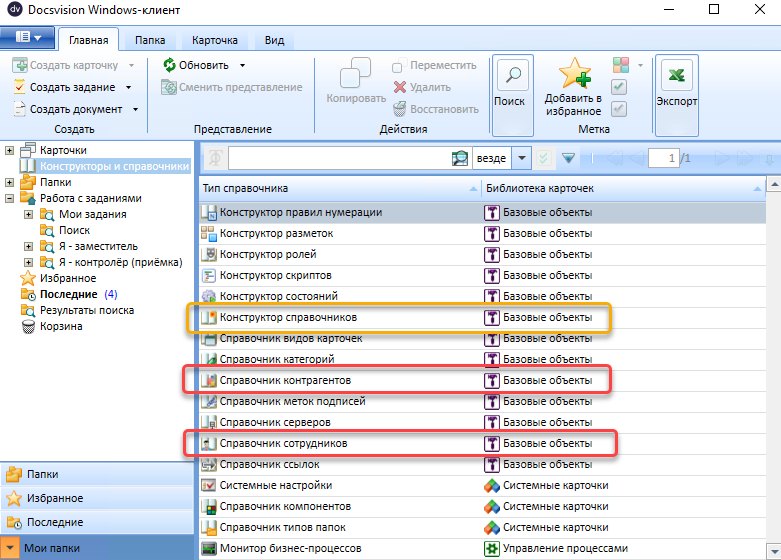 dv Docsvision Windows-клиент
Главная Папка Карточка Вид
Создать карточку
Создать задание
Создать документ
Создать
Обновить
Сменить представление
Представление
Копировать
Переместить
Удалить
Восстановить
Действия
Поиск
Добавить в избранное
Метка
Экспорт
Карточки
Конструкторы и справочники
Папки
Работа с заданиями
Мои задания
Поиск
Я - заместитель
Я - контролёр (приёмка)
Избранное
Последние (4)
Результаты поиска
Корзина
Папки
Избранное
Последние
Мои папки
везде 1 /1
Тип справочника Библиотека карточек
Конструктор правил нумерации Базовые объекты
Конструктор разметок Базовые объекты
Конструктор ролей Базовые объекты
Конструктор скриптов Базовые объекты
Конструктор состояний Базовые объекты
Конструктор справочников Базовые объекты
Справочник видов карточек Базовые объекты
Справочник категорий Базовые объекты
Справочник контрагентов Базовые объекты
Справочник меток подписей Базовые объекты
Справочник серверов Базовые объекты
Справочник сотрудников Базовые объекты
Справочник ссылок Базовые объекты
Системные настройки Системные карточки
Справочник компонентов Системные карточки
Справочник типов папок Системные карточки
Монитор бизнес-процессов Управление процессами